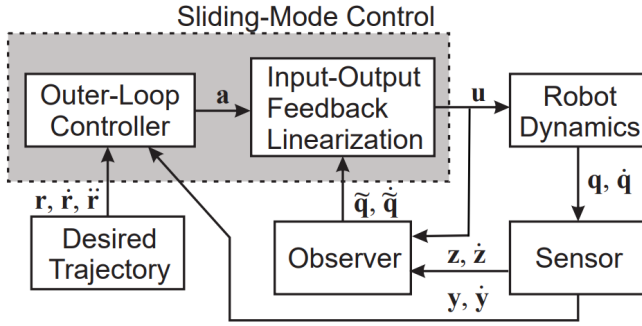 Sliding-Mode Control
Outer-Loop
Controller
a
Input-Output
Feedback
Linearization
u
Robot
Dynamics
r, ṙ, r̈
q̃, q̃̇
q, q̇
Desired
Trajectory
Observer
z, ż
Sensor
y, ẏ